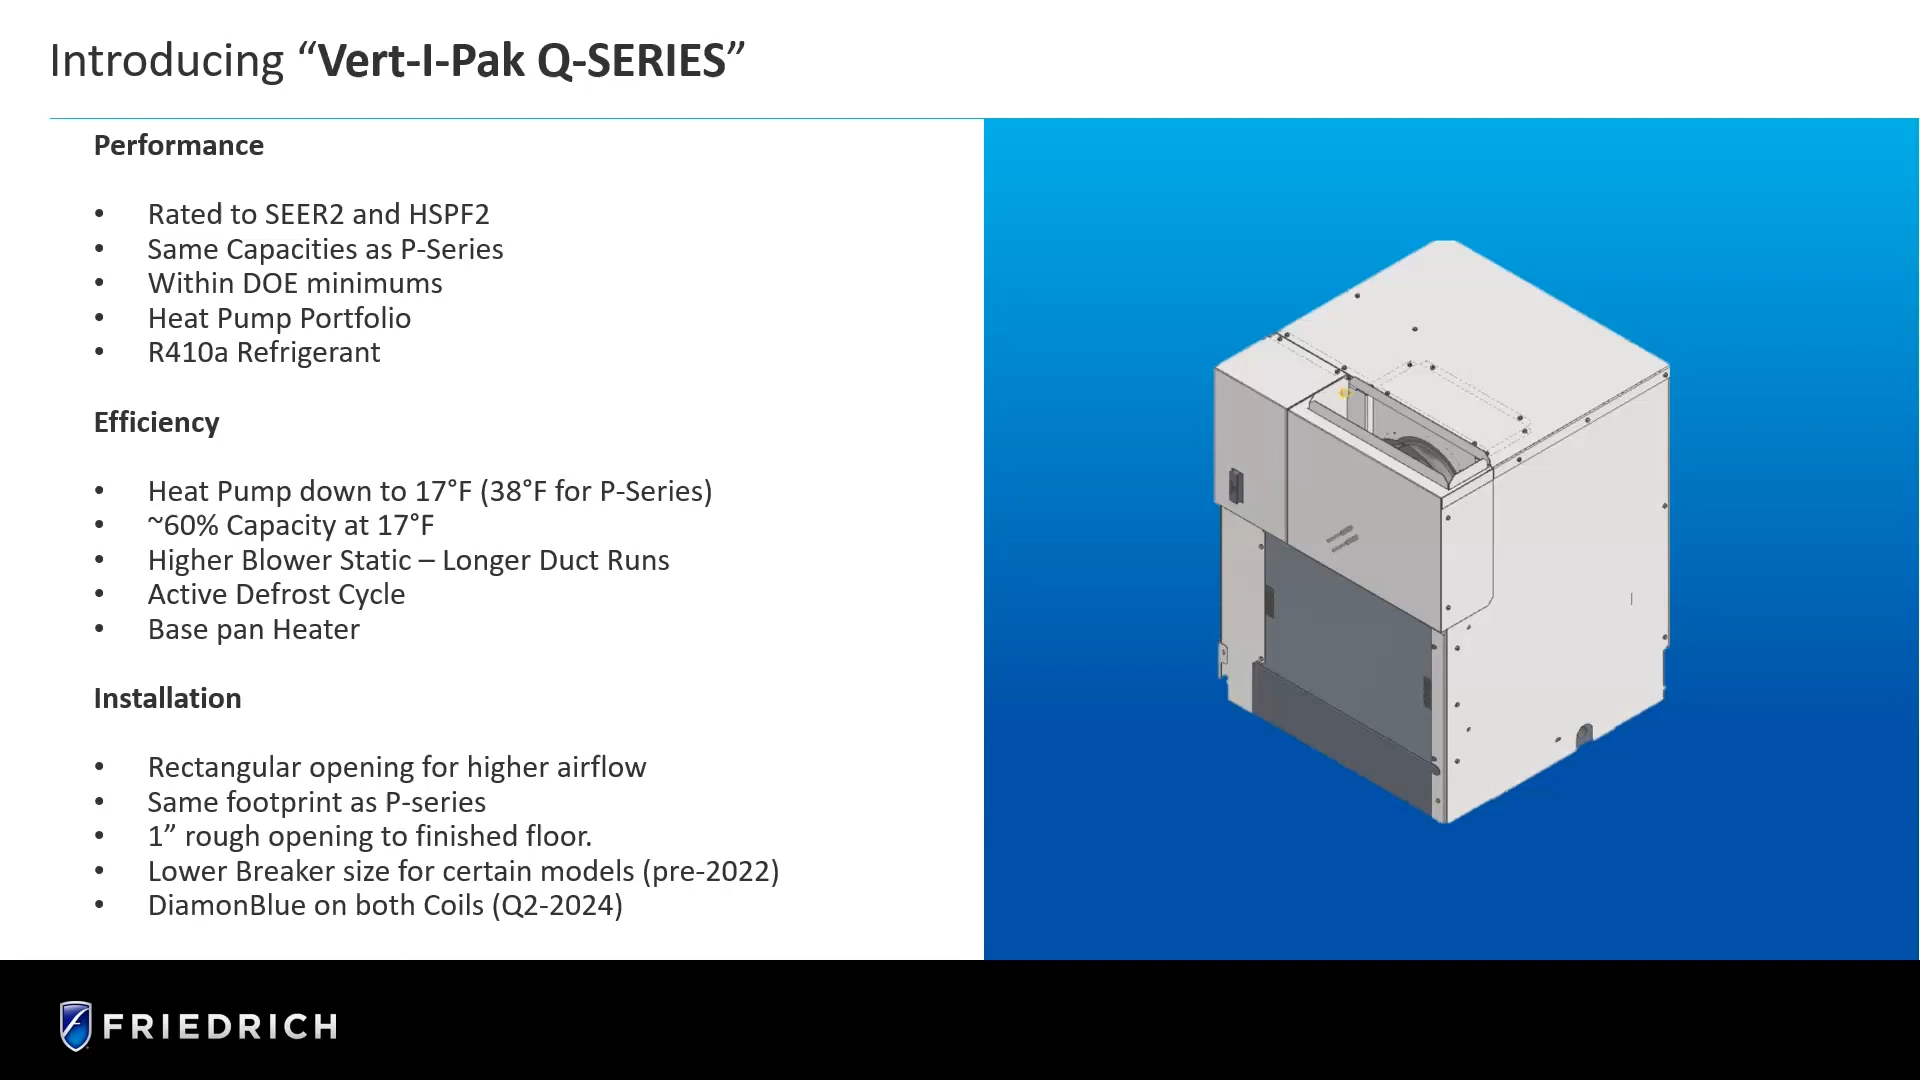 Introducing “Vert-I-Pak Q-SERIES”
Performance
• Rated to SEER2 and HSPF2
• Same Capacities as P-Series
• Within DOE minimums
• Heat Pump Portfolio
• R410a Refrigerant
Efficiency
• Heat Pump down to 17°F (38°F for P-Series)
• ~60% Capacity at 17°F
• Higher Blower Static – Longer Duct Runs
• Active Defrost Cycle
• Base pan Heater
Installation
• Rectangular opening for higher airflow
• Same footprint as P-series
• 1” rough opening to finished floor.
• Lower Breaker size for certain models (pre-2022)
• DiamonBlue on both Coils (Q2-2024)
FRIEDRICH